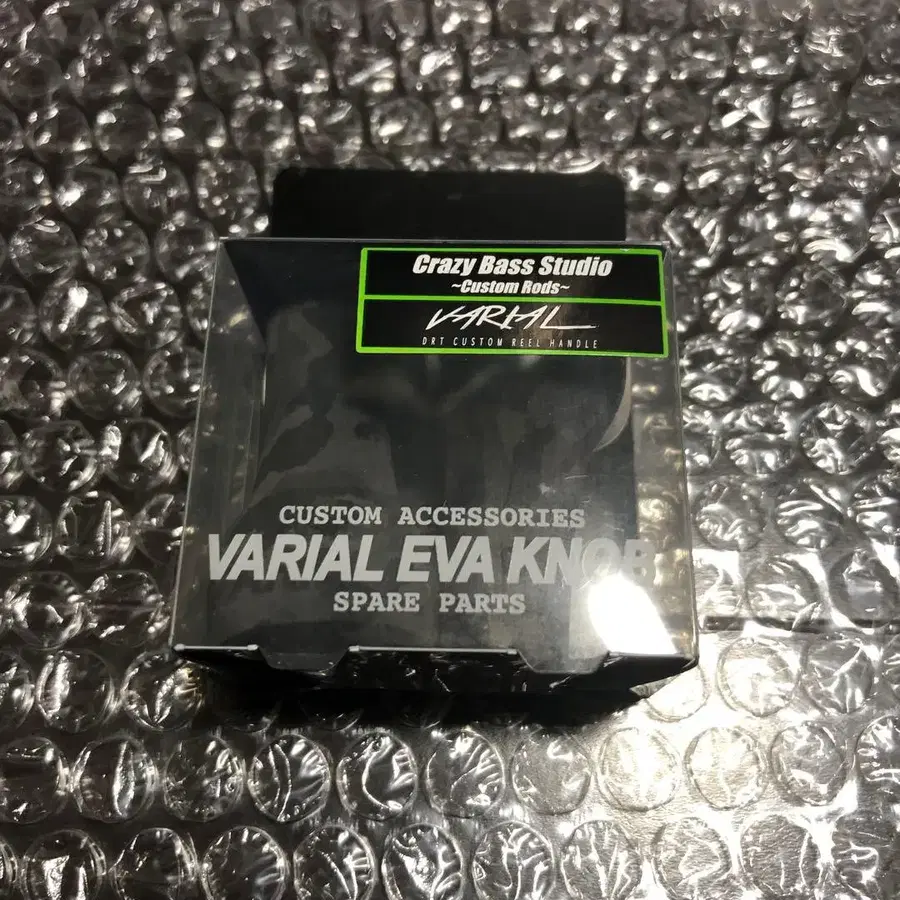 Crazy Bass Studio
~Custom Rods~
VARIAL
DRT CUSTOM REEL HANDLE
CUSTOM ACCESSORIES
VARIAL EVA KNOB
SPARE PARTS